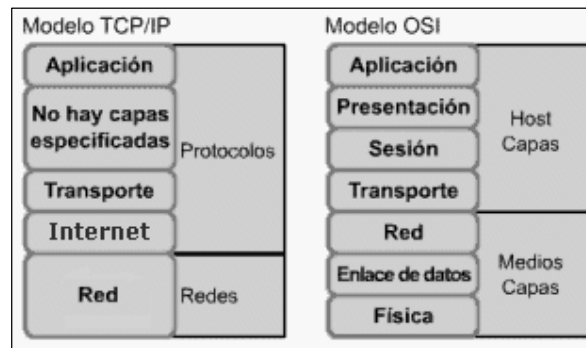 Modelo TCP/IP
Aplicación
No hay capas
especificadas
Transporte
Internet
Red
Protocolos
Redes
Modelo OSI
Aplicación
Presentación
Sesión
Transporte
Red
Enlace de datos
Física
Host
Capas
Medios
Capas